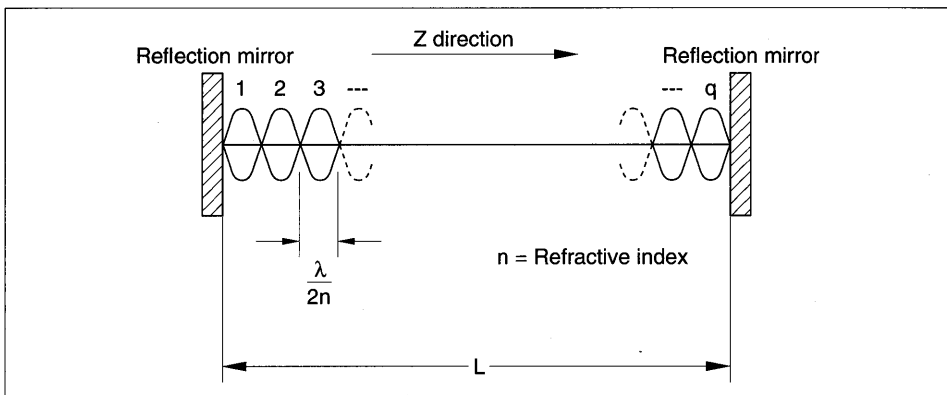 Z direction
Reflection mirror
Reflection mirror
1 2 3 --- --- q
λ
2n
n = Refractive index
L